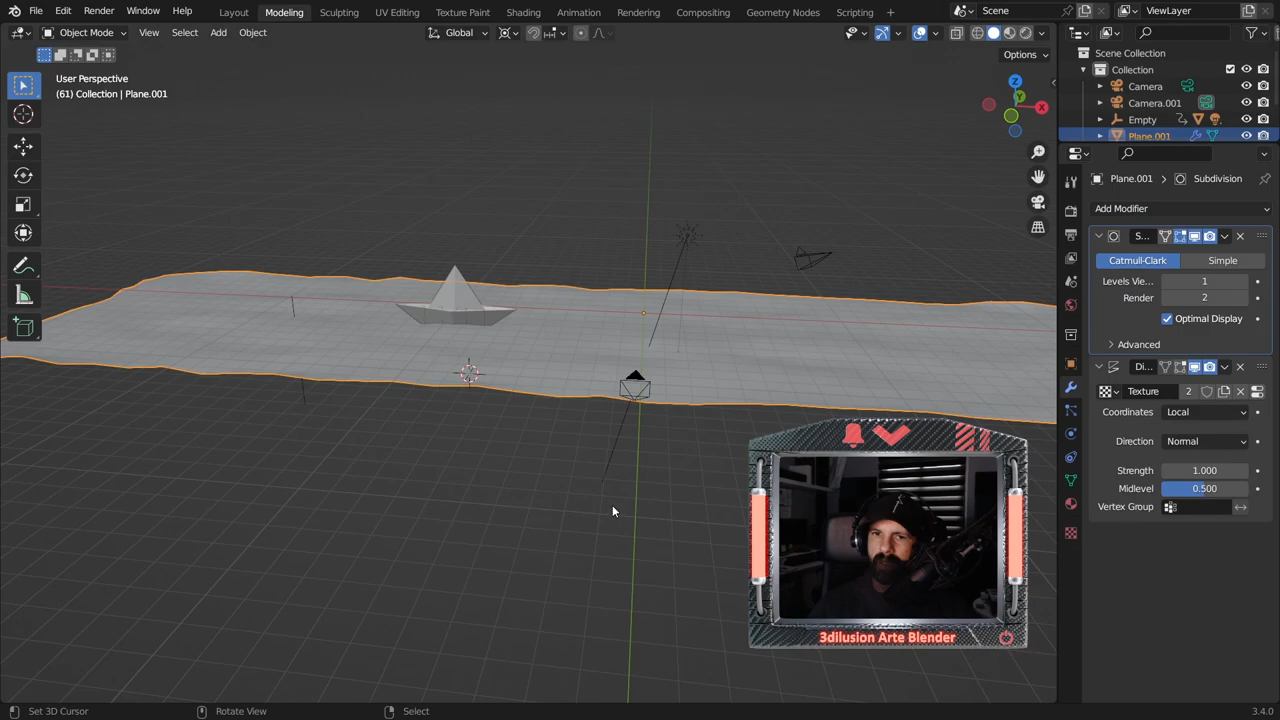 File Edit Render Window Help Layout Modeling Sculpting UV Editing Texture Paint Shading Animation Rendering Compositing Geometry Nodes Scripting Scene ViewLayer
Object Mode View Select Add Object Global
Options
User Perspective
(61) Collection | Plane.001
Z
Y
X
Scene Collection
Collection
Camera
Camera.001
Empty
Plane.001
Plane.001 > Subdivision
Add Modifier
S...
Catmull-Clark Simple
Levels Vie... 1
Render 2
Optimal Display
Advanced
Di...
Texture 2
Coordinates Local
Direction Normal
Strength 1.000
Midlevel 0.500
Vertex Group
3dilusion Arte Blender
Set 3D Cursor Rotate View Select 3.4.0